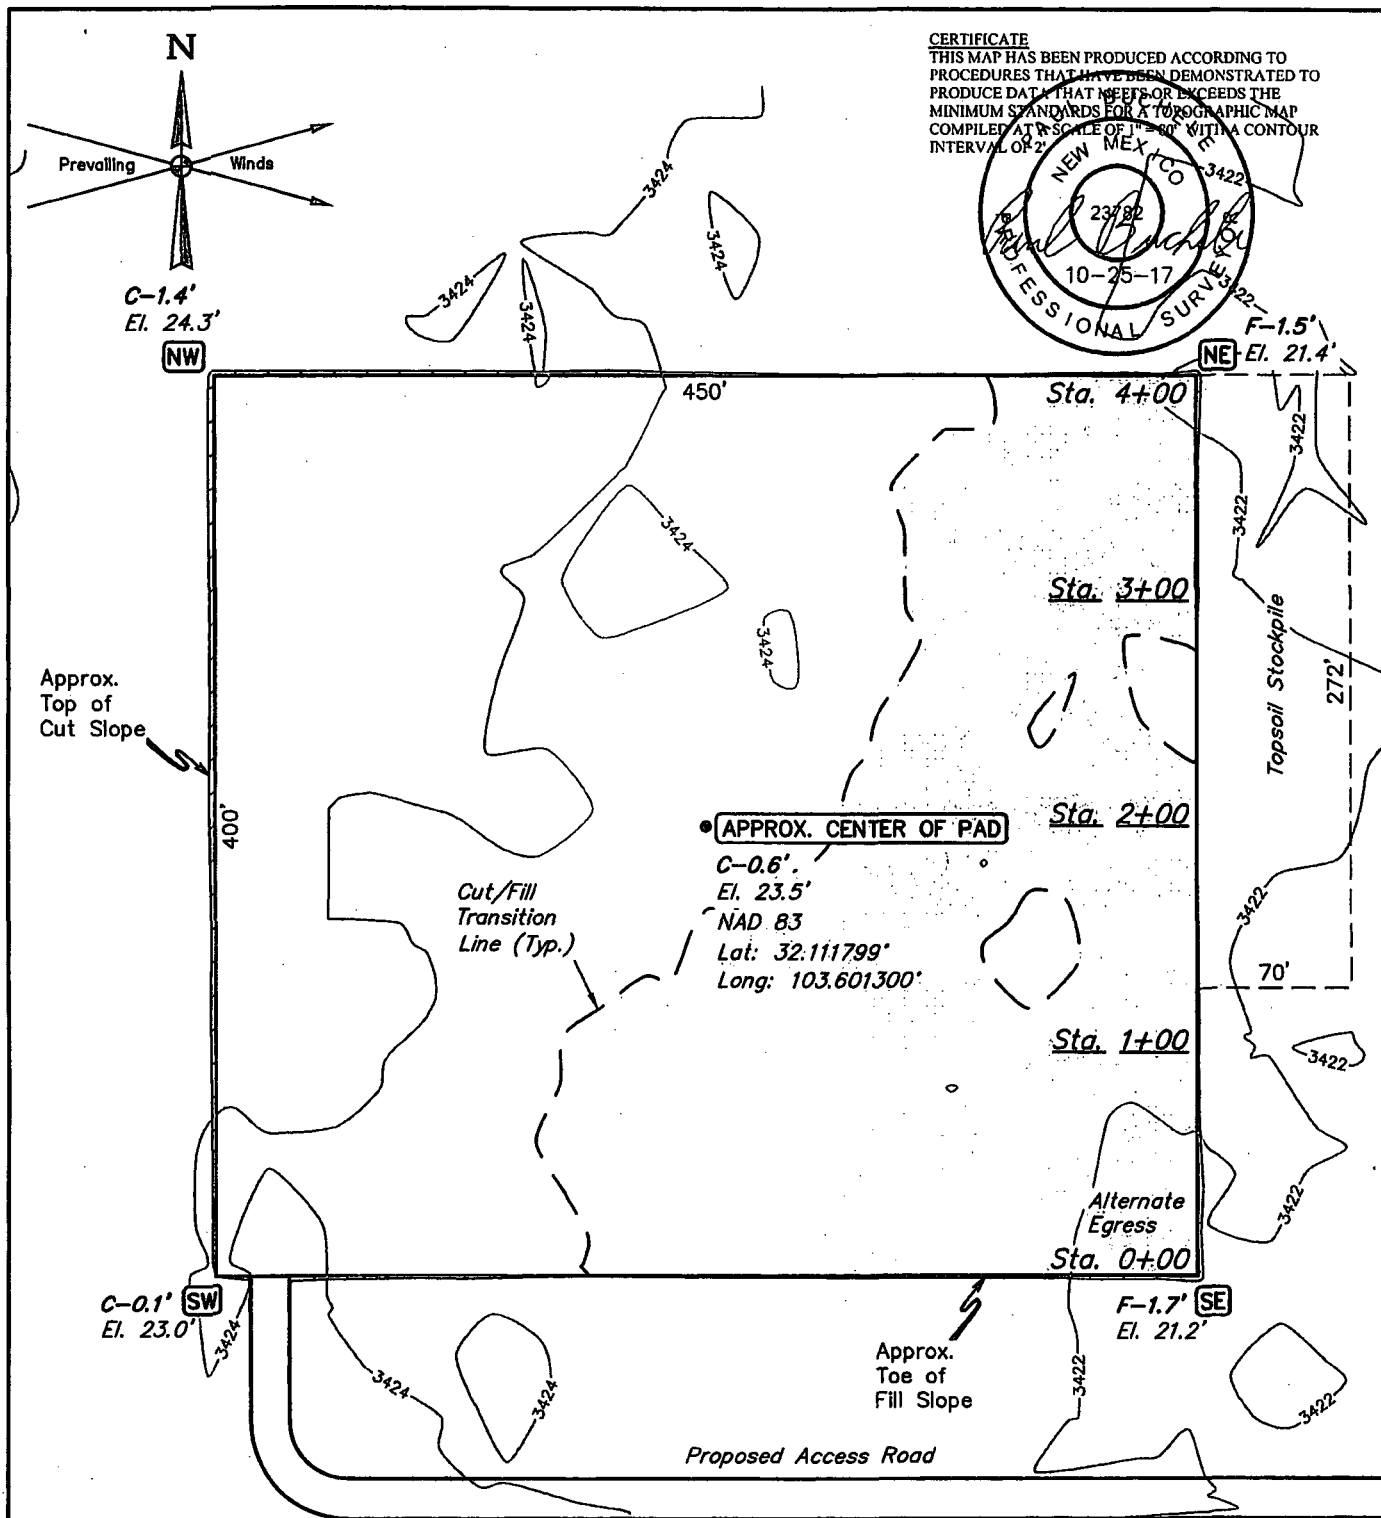 N
Prevailing Winds
CERTIFICATE
THIS MAP HAS BEEN PRODUCED ACCORDING TO
PROCEDURES THAT HAVE BEEN DEMONSTRATED TO
PRODUCE DATA THAT MEETS OR EXCEEDS THE
MINIMUM STANDARDS FOR A TOPOGRAPHIC MAP
COMPILED AT A SCALE OF 1" = 80' WITH A CONTOUR
INTERVAL OF 2'
PAUL BUCHELE
NEW MEXICO
23782
10-25-17
PROFESSIONAL SURVEYOR
3422
3422
3424
3424
3424
3424
C-1.4'
El. 24.3'
NW
F-1.5'
NE El. 21.4'
450'
Sta. 4+00
3422
3422
3424
Sta. 3+00
3424
Topsoil Stockpile
272'
Approx.
Top of
Cut Slope
400'
APPROX. CENTER OF PAD
Sta. 2+00
C-0.6'
El. 23.5'
NAD 83
Lat: 32.111799°
Long: 103.601300°
Cut/Fill
Transition
Line (Typ.)
3422
70'
Sta. 1+00
3422
Alternate
Egress
3422
Sta. 0+00
C-0.1' SW
El. 23.0'
F-1.7' SE
El. 21.2'
3424
3424
3424
Approx.
Toe of
Fill Slope
3422
3422
Proposed Access Road